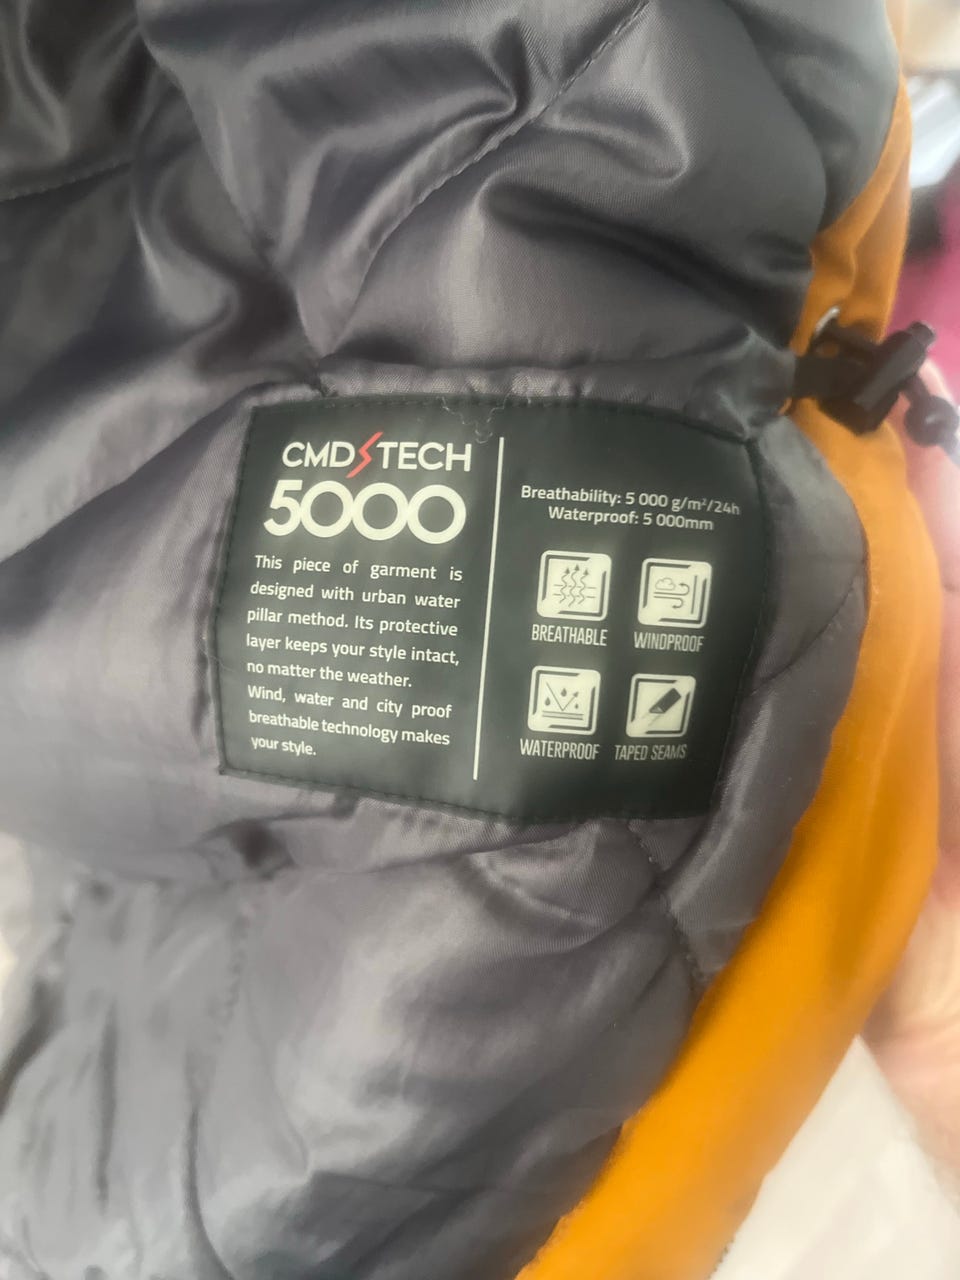 CMD TECH
5000
This piece of garment is
designed with urban water
pillar method. Its protective
layer keeps your style intact,
no matter the weather.
Wind, water and city proof
breathable technology makes
your style.
Breathability: 5 000 g/m²/24h
Waterproof: 5 000mm
BREATHABLE
WINDPROOF
WATERPROOF
TAPED SEAMS